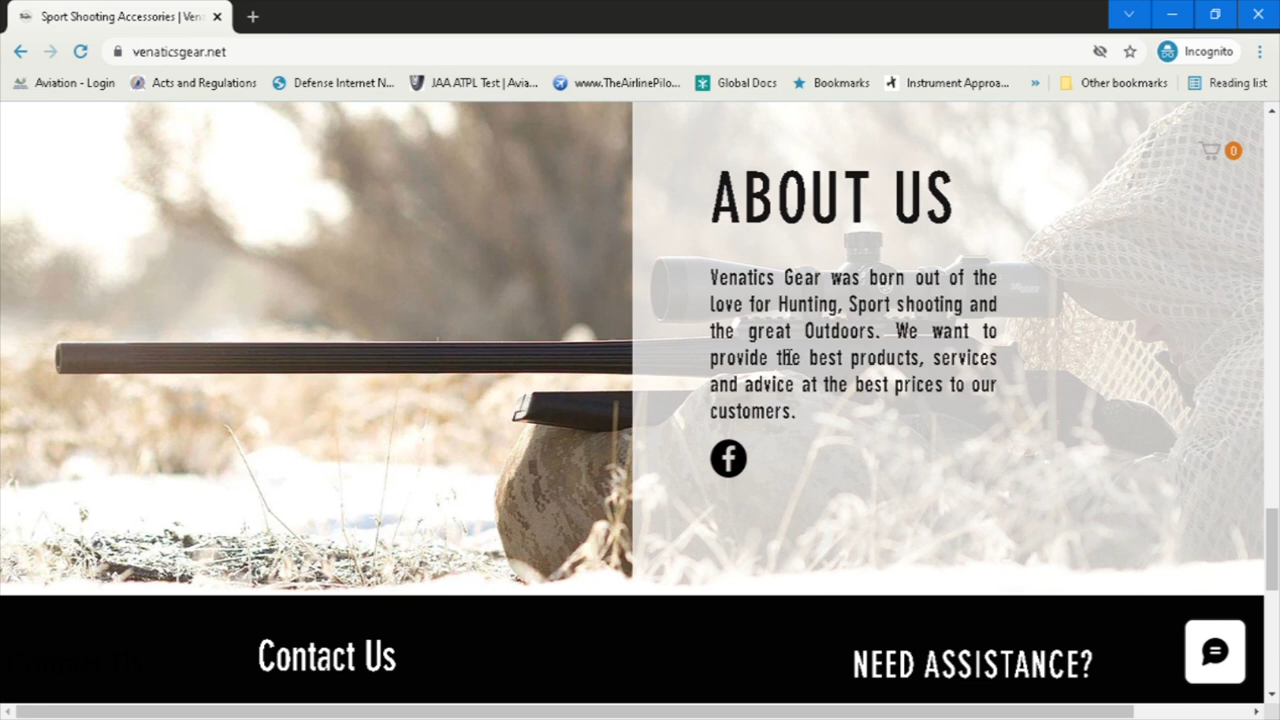 Sport Shooting Accessories | Ven
venaticsgear.net
Incognito
Aviation - Login
Acts and Regulations
Defense Internet N...
JAA ATPL Test | Avia...
www.TheAirlinePilo...
Global Docs
Bookmarks
Instrument Approa...
»
Other bookmarks
Reading list
0
ABOUT US
Venatics Gear was born out of the
love for Hunting, Sport shooting and
the great Outdoors. We want to
provide the best products, services
and advice at the best prices to our
customers.
Contact Us
NEED ASSISTANCE?